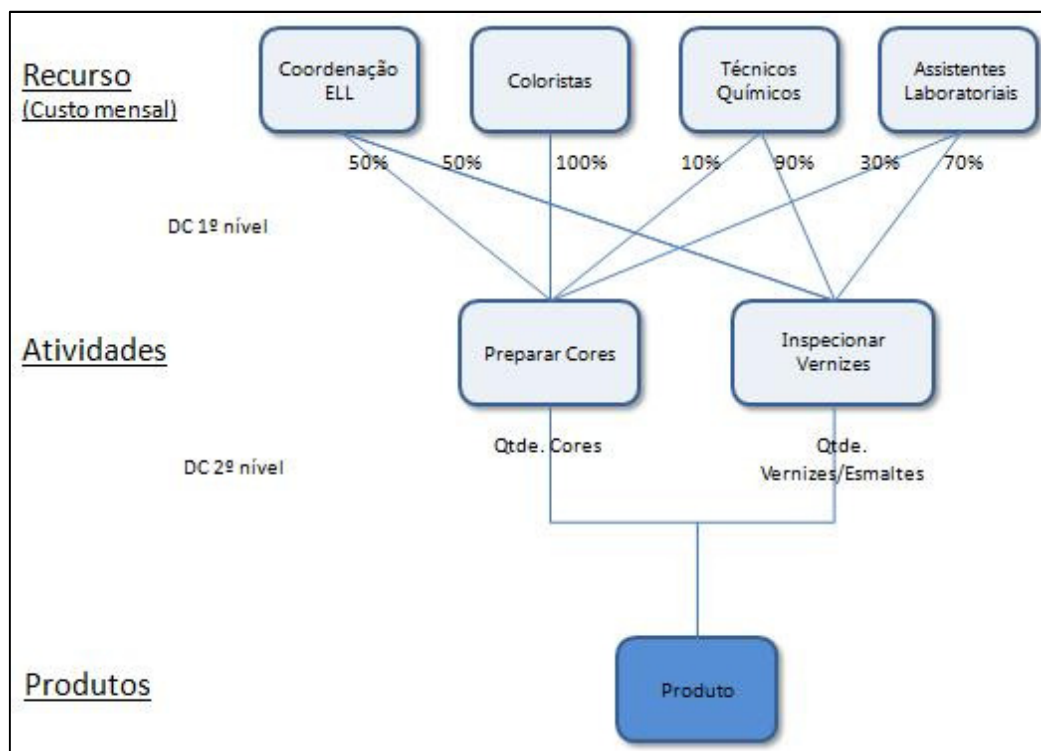 Recurso
(Custo mensal)
Coordenação
ELL
Coloristas
Técnicos
Químicos
Assistentes
Laboratoriais
50%
50%
100%
10%
90%
30%
70%
DC 1º nível
Atividades
Preparar Cores
Inspecionar
Vernizes
DC 2º nível
Qtde. Cores
Qtde.
Vernizes/Esmaltes
Produtos
Produto